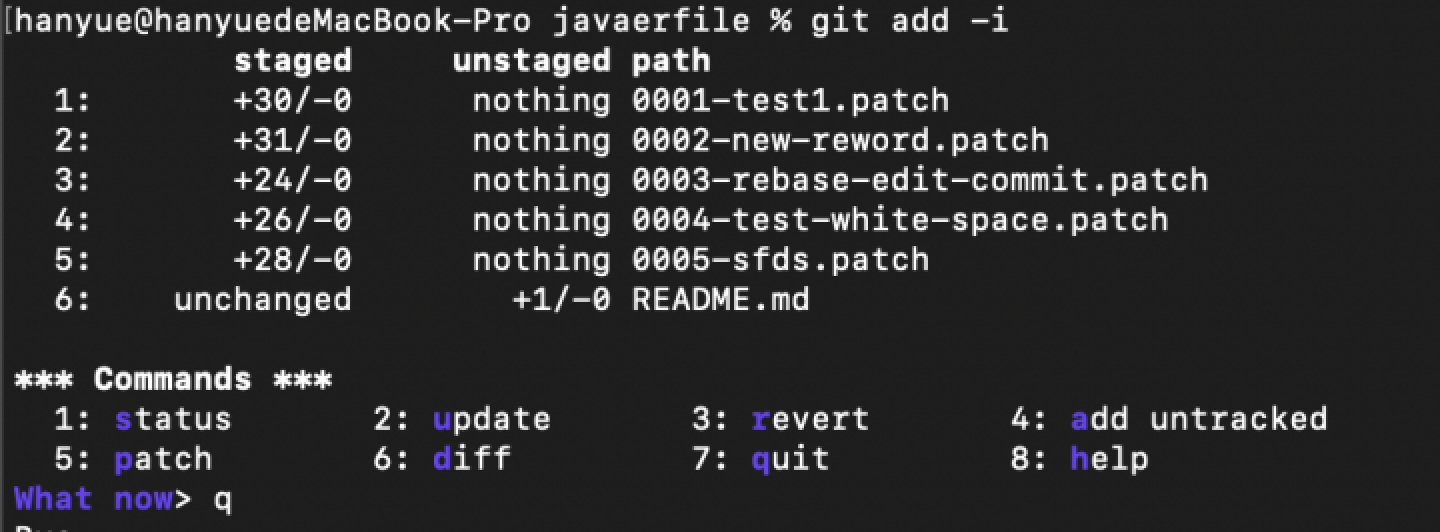 [hanyue@hanyuedeMacBook-Pro javaerfile % git add -i
           staged     unstaged path
  1:       +30/-0      nothing 0001-test1.patch
  2:       +31/-0      nothing 0002-new-reword.patch
  3:       +24/-0      nothing 0003-rebase-edit-commit.patch
  4:       +26/-0      nothing 0004-test-white-space.patch
  5:       +28/-0      nothing 0005-sfds.patch
  6:    unchanged        +1/-0 README.md
*** Commands ***
  1: status       2: update       3: revert       4: add untracked
  5: patch        6: diff         7: quit         8: help
What now> q